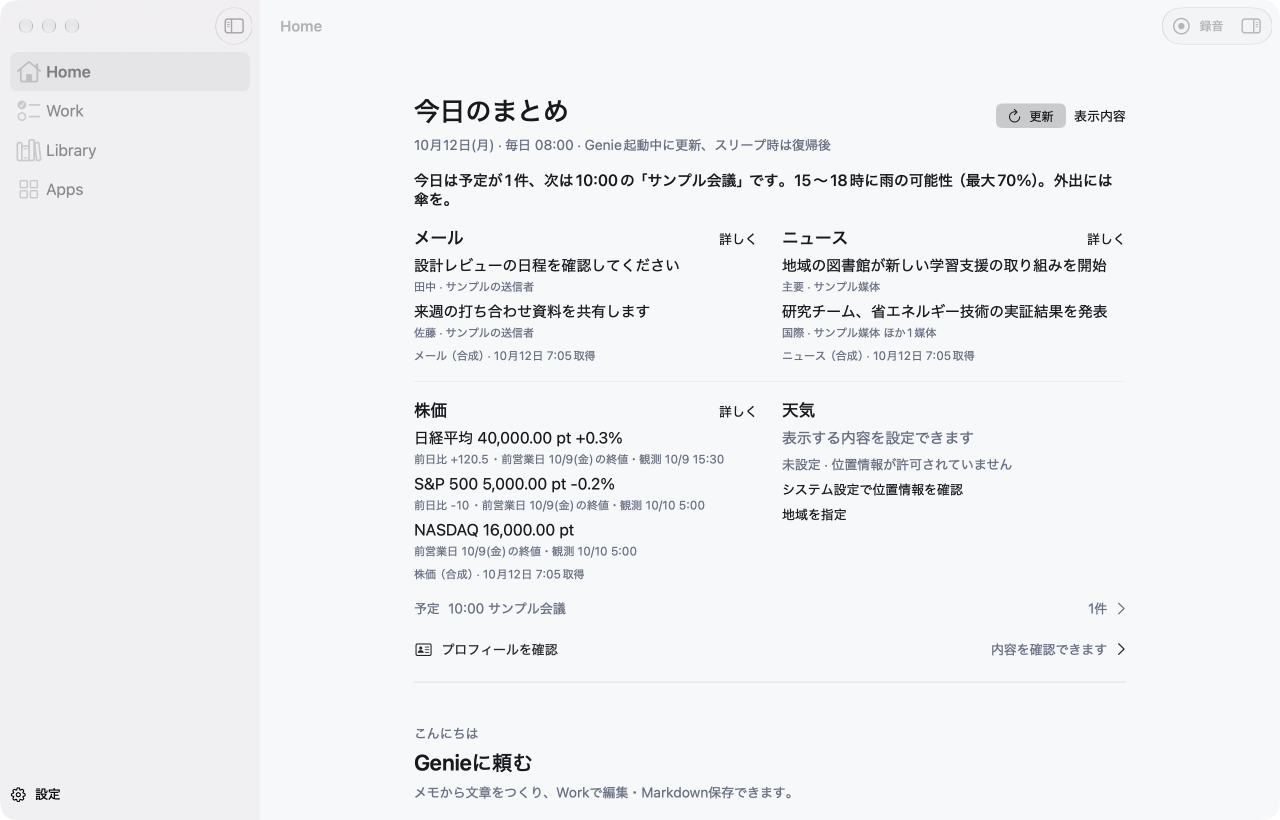 Home
録音
Home
Work
Library
Apps
設定
今日のまとめ
更新
表示内容
10月12日(月) · 毎日 08:00 · Genie起動中に更新、スリープ時は復帰後
今日は予定が1件、次は10:00の「サンプル会議」です。15〜18時に雨の可能性（最大70%）。外出には
傘を。
メール
詳しく
設計レビューの日程を確認してください
田中 · サンプルの送信者
来週の打ち合わせ資料を共有します
佐藤 · サンプルの送信者
メール（合成）· 10月12日 7:05取得
ニュース
詳しく
地域の図書館が新しい学習支援の取り組みを開始
主要 · サンプル媒体
研究チーム、省エネルギー技術の実証結果を発表
国際 · サンプル媒体 ほか1媒体
ニュース（合成）· 10月12日 7:05取得
株価
詳しく
日経平均 40,000.00 pt +0.3%
前日比 +120.5・前営業日 10/9(金)の終値・観測 10/9 15:30
S&P 500 5,000.00 pt -0.2%
前日比 -10・前営業日 10/9(金)の終値・観測 10/10 5:00
NASDAQ 16,000.00 pt
前営業日 10/9(金)の終値・観測 10/10 5:00
株価（合成）· 10月12日 7:05取得
天気
表示する内容を設定できます
未設定 · 位置情報が許可されていません
システム設定で位置情報を確認
地域を指定
予定 10:00 サンプル会議
1件
プロフィールを確認
内容を確認できます
こんにちは
Genieに頼む
メモから文章をつくり、Workで編集・Markdown保存できます。